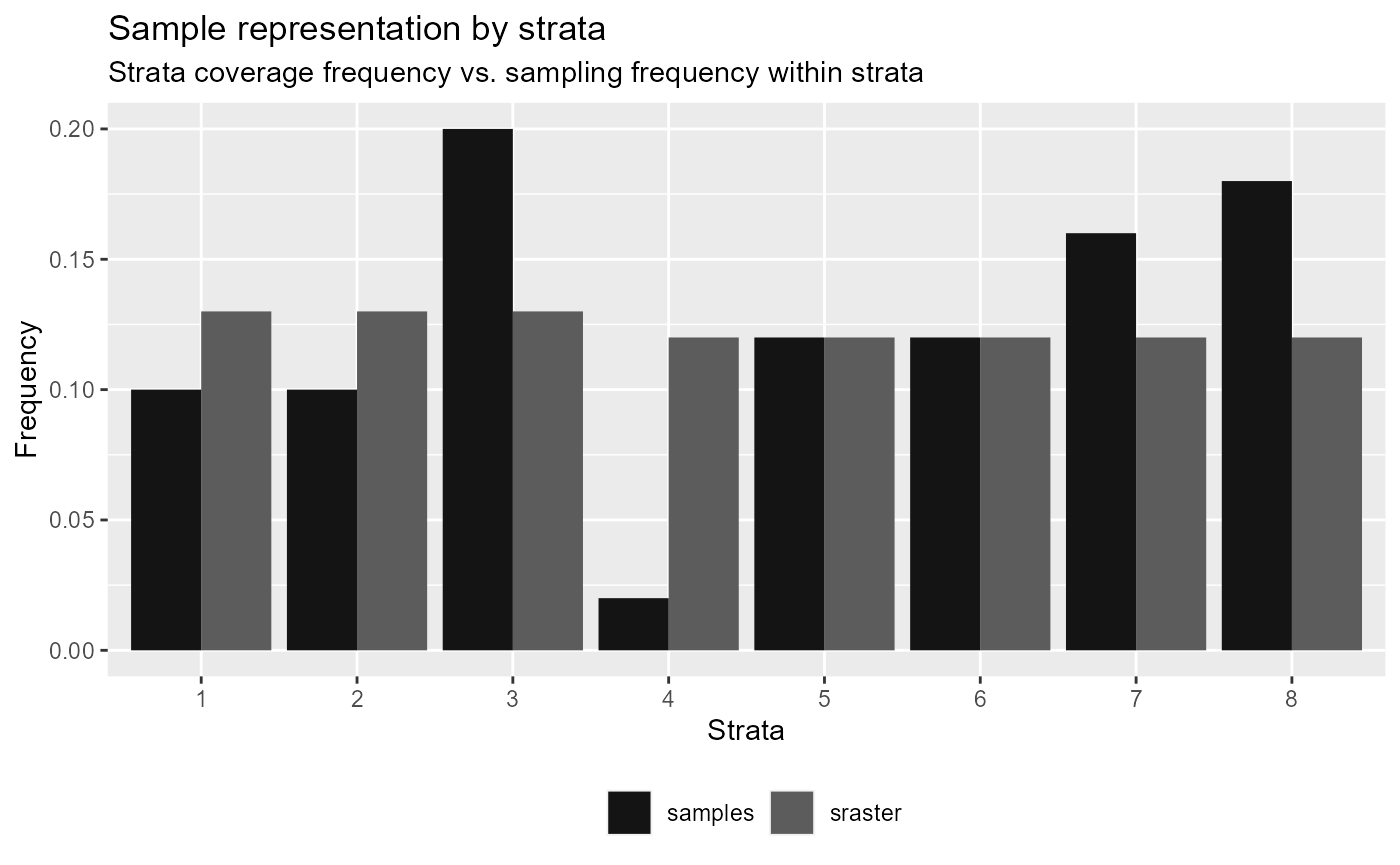 Sample representation by strata
Strata coverage frequency vs. sampling frequency within strata
Frequency
0.20
0.15
0.10
0.05
0.00
1 2 3 4 5 6 7 8
Strata
samples sraster